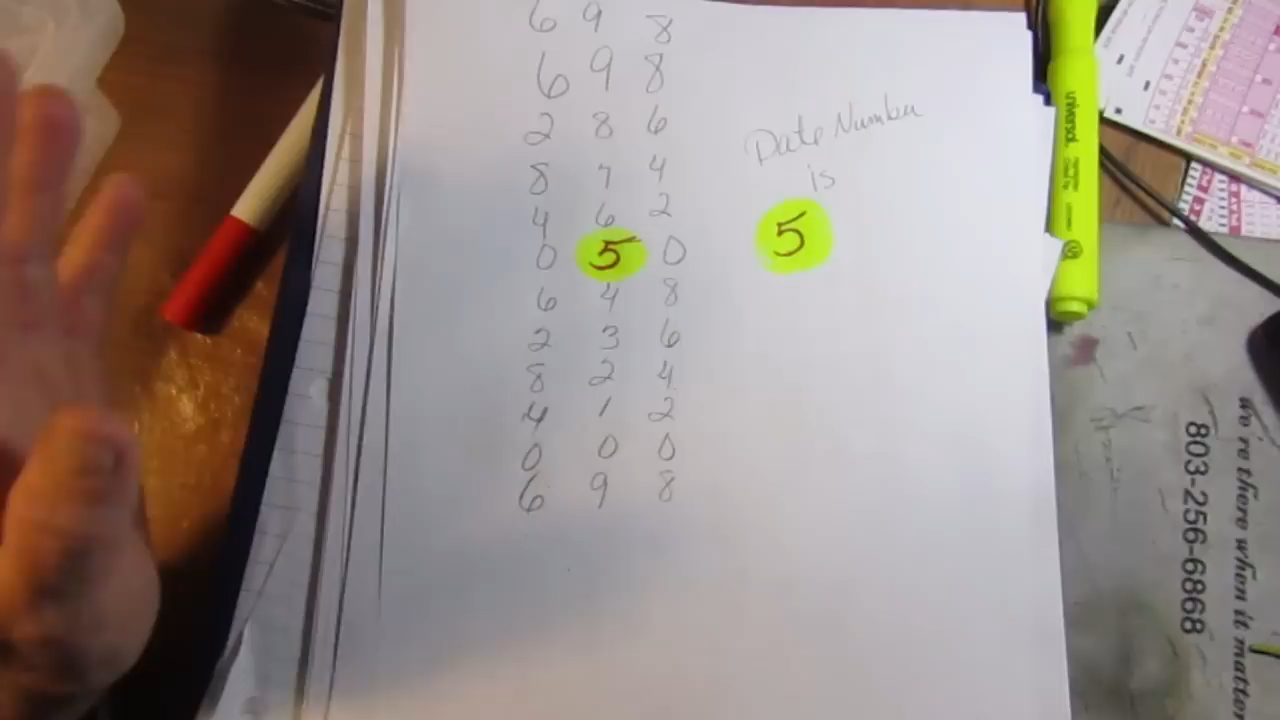 6 9 8
6 9 8
2 8 6
8 7 4
4 6 2
0 5 0
6 4 8
2 3 6
8 2 4
4 1 2
0 0 0
6 9 8
Date Number
is
5
universal
803-256-6868
we're there when it matter